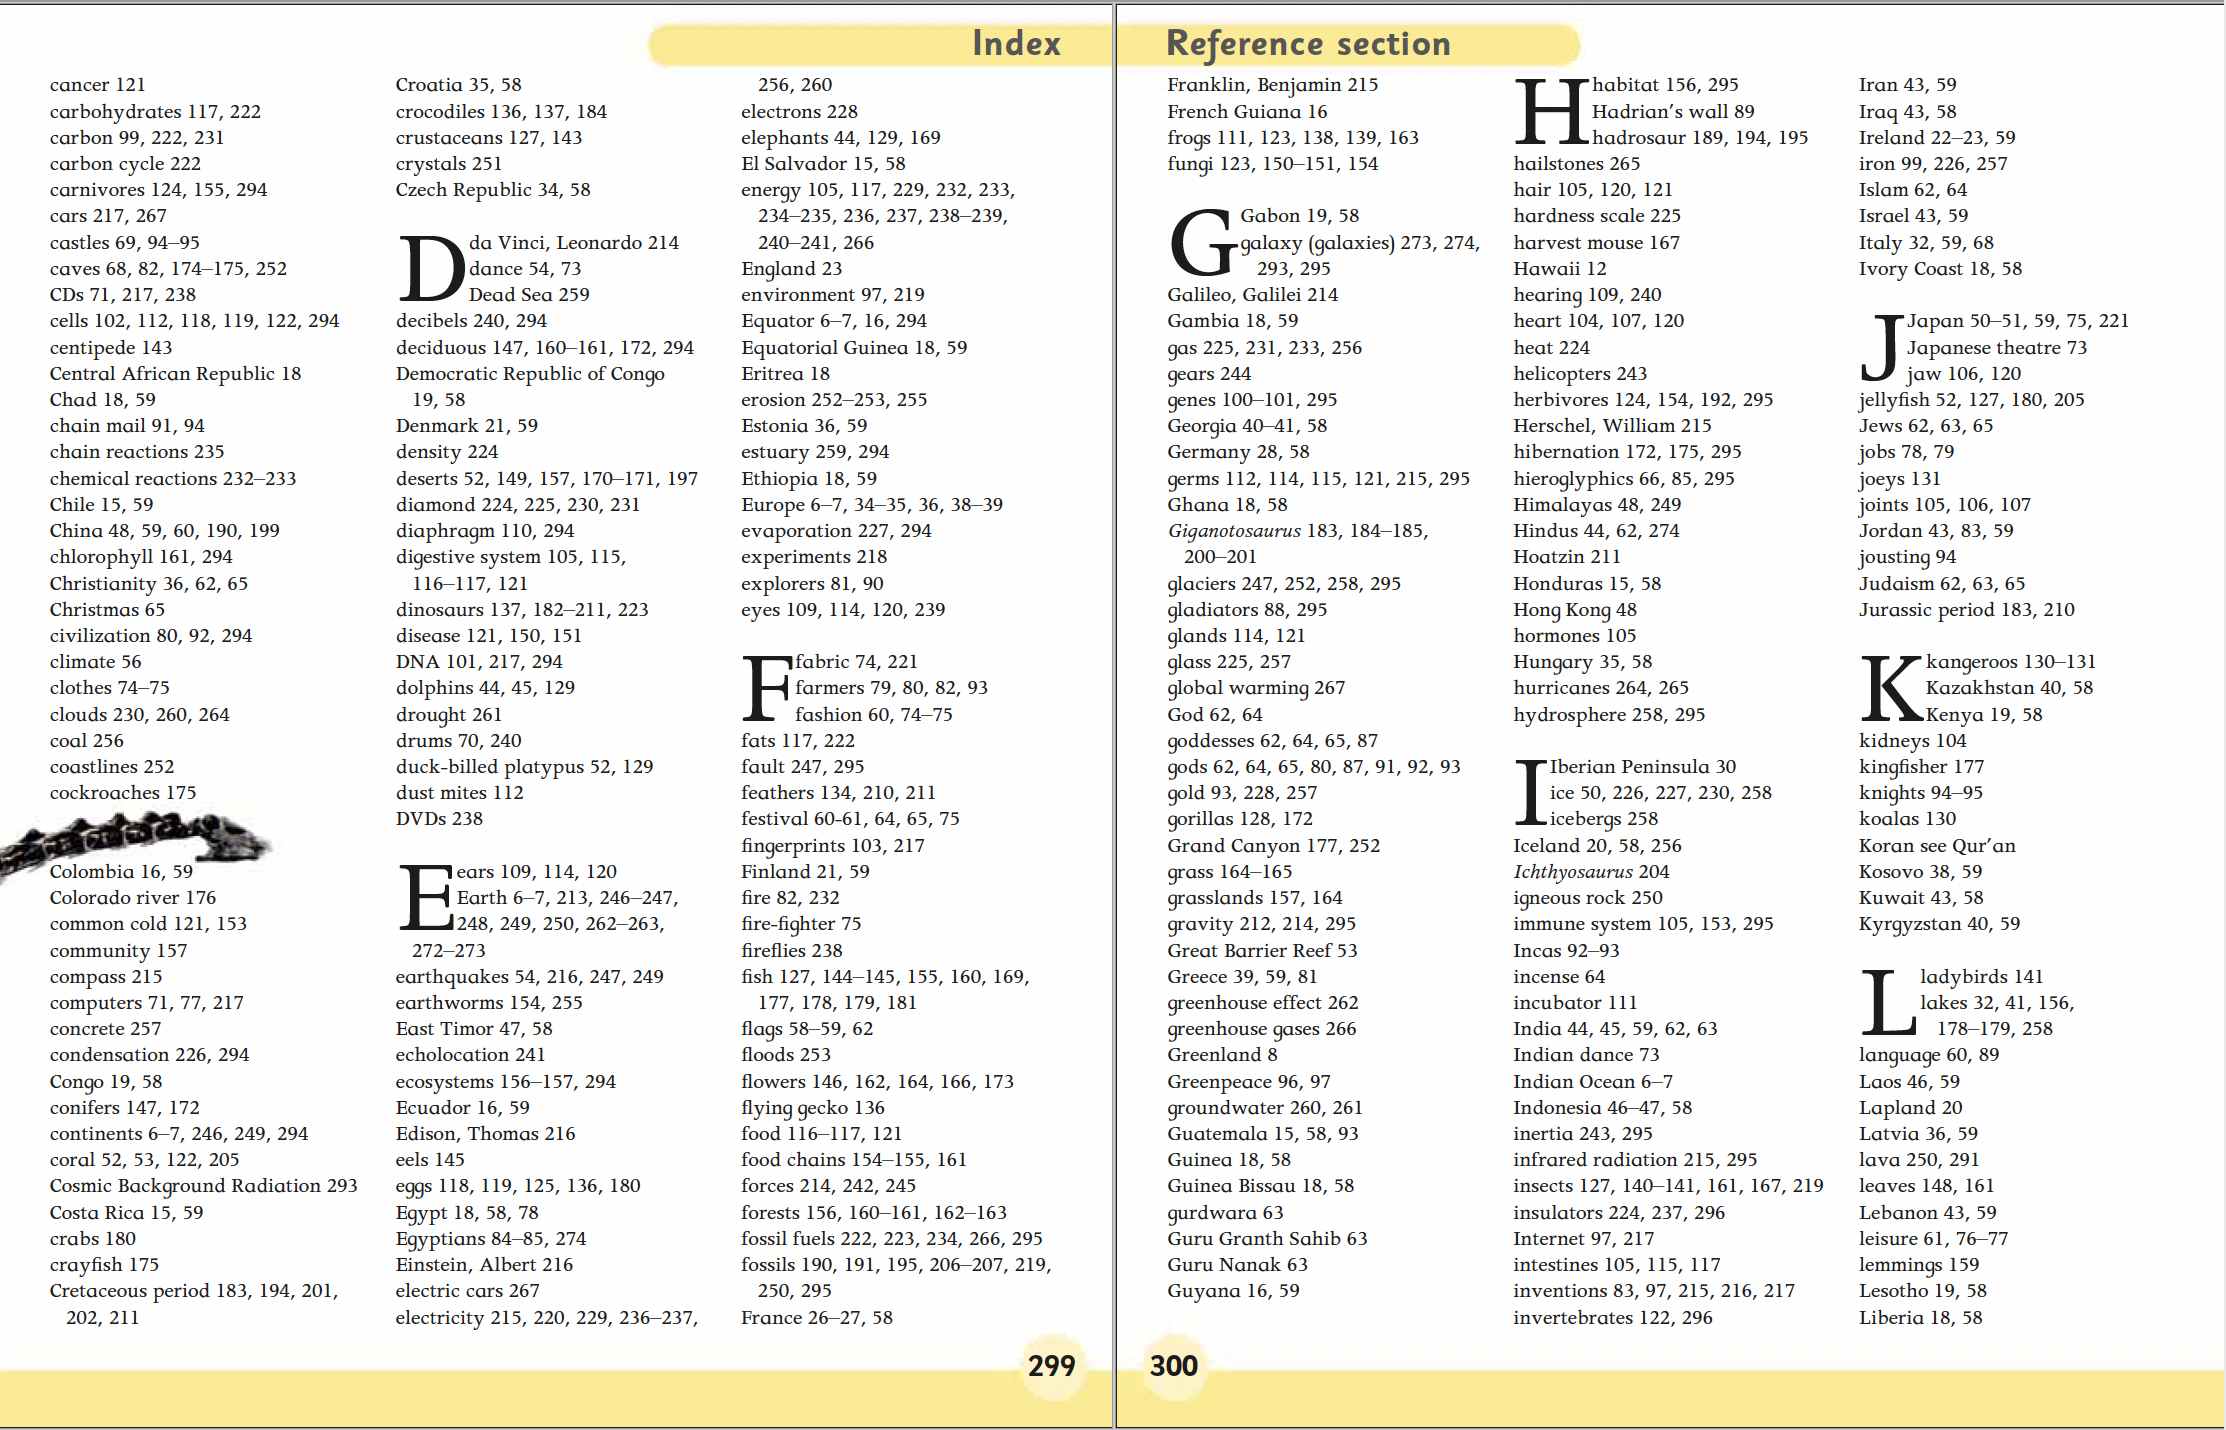 Index
cancer 121
carbohydrates 117, 222
carbon 99, 222, 231
carbon cycle 222
carnivores 124, 155, 294
cars 217, 267
castles 69, 94–95
caves 68, 82, 174–175, 252
CDs 71, 217, 238
cells 102, 112, 118, 119, 122, 294
centipede 143
Central African Republic 18
Chad 18, 59
chain mail 91, 94
chain reactions 235
chemical reactions 232–233
Chile 15, 59
China 48, 59, 60, 190, 199
chlorophyll 161, 294
Christianity 36, 62, 65
Christmas 65
civilization 80, 92, 294
climate 56
clothes 74–75
clouds 230, 260, 264
coal 256
coastlines 252
cockroaches 175
Colombia 16, 59
Colorado river 176
common cold 121, 153
community 157
compass 215
computers 71, 77, 217
concrete 257
condensation 226, 294
Congo 19, 58
conifers 147, 172
continents 6–7, 246, 249, 294
coral 52, 53, 122, 205
Cosmic Background Radiation 293
Costa Rica 15, 59
crabs 180
crayfish 175
Cretaceous period 183, 194, 201,
202, 211
Croatia 35, 58
crocodiles 136, 137, 184
crustaceans 127, 143
crystals 251
Czech Republic 34, 58
D
da Vinci, Leonardo 214
dance 54, 73
Dead Sea 259
decibels 240, 294
deciduous 147, 160–161, 172, 294
Democratic Republic of Congo
19, 58
Denmark 21, 59
density 224
deserts 52, 149, 157, 170–171, 197
diamond 224, 225, 230, 231
diaphragm 110, 294
digestive system 105, 115,
116–117, 121
dinosaurs 137, 182–211, 223
disease 121, 150, 151
DNA 101, 217, 294
dolphins 44, 45, 129
drought 261
drums 70, 240
duck-billed platypus 52, 129
dust mites 112
DVDs 238
E
ears 109, 114, 120
Earth 6–7, 213, 246–247,
248, 249, 250, 262–263,
272–273
earthquakes 54, 216, 247, 249
earthworms 154, 255
East Timor 47, 58
echolocation 241
ecosystems 156–157, 294
Ecuador 16, 59
Edison, Thomas 216
eels 145
eggs 118, 119, 125, 136, 180
Egypt 18, 58, 78
Egyptians 84–85, 274
Einstein, Albert 216
electric cars 267
electricity 215, 220, 229, 236–237,
256, 260
electrons 228
elephants 44, 129, 169
El Salvador 15, 58
energy 105, 117, 229, 232, 233,
234–235, 236, 237, 238–239,
240–241, 266
England 23
environment 97, 219
Equator 6–7, 16, 294
Equatorial Guinea 18, 59
Eritrea 18
erosion 252–253, 255
Estonia 36, 59
estuary 259, 294
Ethiopia 18, 59
Europe 6–7, 34–35, 36, 38–39
evaporation 227, 294
experiments 218
explorers 81, 90
eyes 109, 114, 120, 239
F
fabric 74, 221
farmers 79, 80, 82, 93
fashion 60, 74–75
fats 117, 222
fault 247, 295
feathers 134, 210, 211
festival 60-61, 64, 65, 75
fingerprints 103, 217
Finland 21, 59
fire 82, 232
fire-fighter 75
fireflies 238
fish 127, 144–145, 155, 160, 169,
177, 178, 179, 181
flags 58–59, 62
floods 253
flowers 146, 162, 164, 166, 173
flying gecko 136
food 116–117, 121
food chains 154–155, 161
forces 214, 242, 245
forests 156, 160–161, 162–163
fossil fuels 222, 223, 234, 266, 295
fossils 190, 191, 195, 206–207, 219,
250, 295
France 26–27, 58
299
Reference section
Franklin, Benjamin 215
French Guiana 16
frogs 111, 123, 138, 139, 163
fungi 123, 150–151, 154
G
Gabon 19, 58
galaxy (galaxies) 273, 274,
293, 295
Galileo, Galilei 214
Gambia 18, 59
gas 225, 231, 233, 256
gears 244
genes 100–101, 295
Georgia 40–41, 58
Germany 28, 58
germs 112, 114, 115, 121, 215, 295
Ghana 18, 58
Giganotosaurus 183, 184–185,
200–201
glaciers 247, 252, 258, 295
gladiators 88, 295
glands 114, 121
glass 225, 257
global warming 267
God 62, 64
goddesses 62, 64, 65, 87
gods 62, 64, 65, 80, 87, 91, 92, 93
gold 93, 228, 257
gorillas 128, 172
Grand Canyon 177, 252
grass 164–165
grasslands 157, 164
gravity 212, 214, 295
Great Barrier Reef 53
Greece 39, 59, 81
greenhouse effect 262
greenhouse gases 266
Greenland 8
Greenpeace 96, 97
groundwater 260, 261
Guatemala 15, 58, 93
Guinea 18, 58
Guinea Bissau 18, 58
gurdwara 63
Guru Granth Sahib 63
Guru Nanak 63
Guyana 16, 59
H
habitat 156, 295
Hadrian's wall 89
hadrosaur 189, 194, 195
hailstones 265
hair 105, 120, 121
hardness scale 225
harvest mouse 167
Hawaii 12
hearing 109, 240
heart 104, 107, 120
heat 224
helicopters 243
herbivores 124, 154, 192, 295
Herschel, William 215
hibernation 172, 175, 295
hieroglyphics 66, 85, 295
Himalayas 48, 249
Hindus 44, 62, 274
Hoatzin 211
Honduras 15, 58
Hong Kong 48
hormones 105
Hungary 35, 58
hurricanes 264, 265
hydrosphere 258, 295
I
Iberian Peninsula 30
ice 50, 226, 227, 230, 258
icebergs 258
Iceland 20, 58, 256
Ichthyosaurus 204
igneous rock 250
immune system 105, 153, 295
Incas 92–93
incense 64
incubator 111
India 44, 45, 59, 62, 63
Indian dance 73
Indian Ocean 6–7
Indonesia 46–47, 58
inertia 243, 295
infrared radiation 215, 295
insects 127, 140–141, 161, 167, 219
insulators 224, 237, 296
Internet 97, 217
intestines 105, 115, 117
inventions 83, 97, 215, 216, 217
invertebrates 122, 296
Iran 43, 59
Iraq 43, 58
Ireland 22–23, 59
iron 99, 226, 257
Islam 62, 64
Israel 43, 59
Italy 32, 59, 68
Ivory Coast 18, 58
J
Japan 50–51, 59, 75, 221
Japanese theatre 73
jaw 106, 120
jellyfish 52, 127, 180, 205
Jews 62, 63, 65
jobs 78, 79
joeys 131
joints 105, 106, 107
Jordan 43, 83, 59
jousting 94
Judaism 62, 63, 65
Jurassic period 183, 210
K
kangeroos 130–131
Kazakhstan 40, 58
Kenya 19, 58
kidneys 104
kingfisher 177
knights 94–95
koalas 130
Koran see Qur'an
Kosovo 38, 59
Kuwait 43, 58
Kyrgyzstan 40, 59
L
ladybirds 141
lakes 32, 41, 156,
178–179, 258
language 60, 89
Laos 46, 59
Lapland 20
Latvia 36, 59
lava 250, 291
leaves 148, 161
Lebanon 43, 59
leisure 61, 76–77
lemmings 159
Lesotho 19, 58
Liberia 18, 58
300